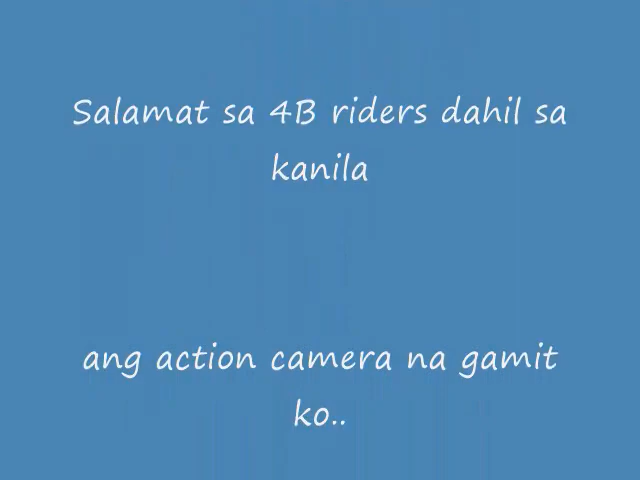 Salamat sa 4B riders dahil sa
kanila
ang action camera na gamit
ko..